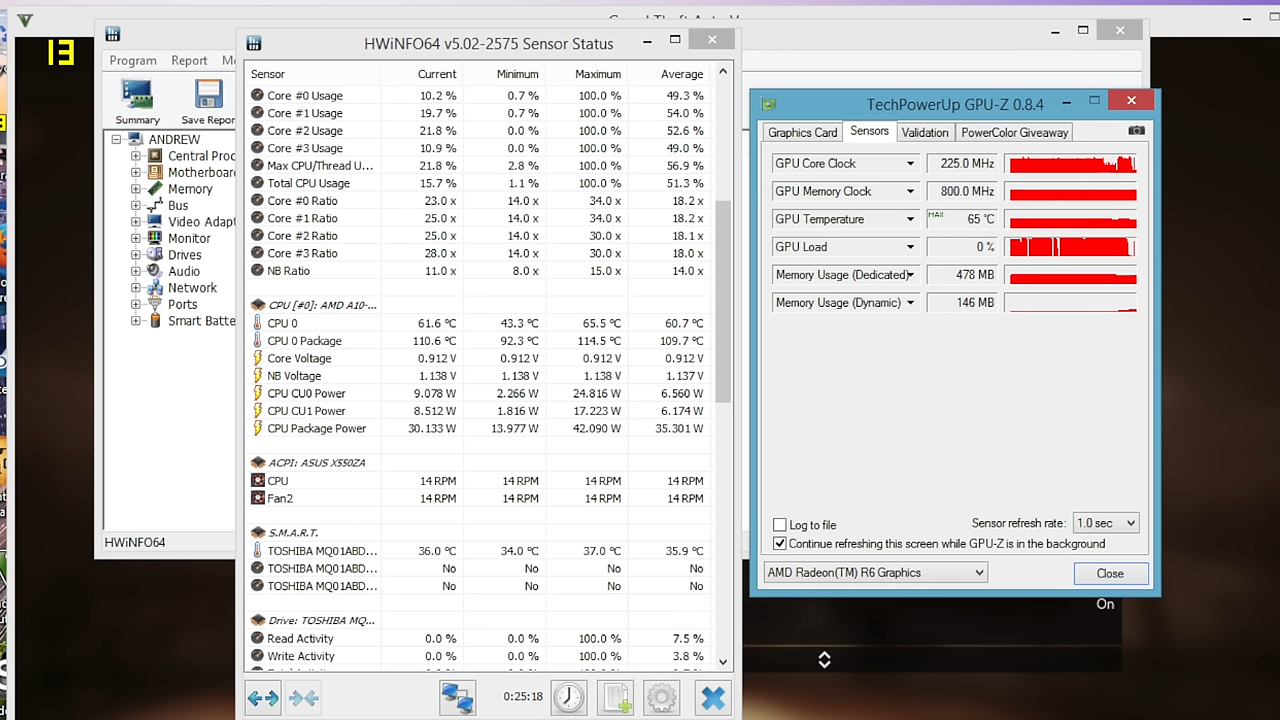 13
Program Report
Summary Save Repor
ANDREW
Central Proc
Motherboard
Memory
Bus
Video Adapt
Monitor
Drives
Audio
Network
Ports
Smart Batte
HWiNFO64
HWiNFO64 v5.02-2575 Sensor Status
Sensor Current Minimum Maximum Average
Core #0 Usage 10.2 % 0.7 % 100.0 % 49.3 %
Core #1 Usage 19.7 % 0.7 % 100.0 % 54.0 %
Core #2 Usage 21.8 % 0.0 % 100.0 % 52.6 %
Core #3 Usage 10.9 % 0.0 % 100.0 % 49.0 %
Max CPU/Thread U... 21.8 % 2.8 % 100.0 % 56.9 %
Total CPU Usage 15.7 % 1.1 % 100.0 % 51.3 %
Core #0 Ratio 23.0 x 14.0 x 34.0 x 18.2 x
Core #1 Ratio 25.0 x 14.0 x 34.0 x 18.2 x
Core #2 Ratio 25.0 x 14.0 x 30.0 x 18.1 x
Core #3 Ratio 28.0 x 14.0 x 30.0 x 18.0 x
NB Ratio 11.0 x 8.0 x 15.0 x 14.0 x
CPU [#0]: AMD A10-...
CPU 0 61.6 °C 43.3 °C 65.5 °C 60.7 °C
CPU 0 Package 110.6 °C 92.3 °C 114.5 °C 109.7 °C
Core Voltage 0.912 V 0.912 V 0.912 V 0.912 V
NB Voltage 1.138 V 1.138 V 1.138 V 1.137 V
CPU CU0 Power 9.078 W 2.266 W 24.816 W 6.560 W
CPU CU1 Power 8.512 W 1.816 W 17.223 W 6.174 W
CPU Package Power 30.133 W 13.977 W 42.090 W 35.301 W
ACPI: ASUS X550ZA
CPU 14 RPM 14 RPM 14 RPM 14 RPM
Fan2 14 RPM 14 RPM 14 RPM 14 RPM
S.M.A.R.T.
TOSHIBA MQ01ABD... 36.0 °C 34.0 °C 37.0 °C 35.9 °C
TOSHIBA MQ01ABD... No No No No
TOSHIBA MQ01ABD... No No No No
Drive: TOSHIBA MQ...
Read Activity 0.0 % 0.0 % 100.0 % 7.5 %
Write Activity 0.0 % 0.0 % 100.0 % 3.8 %
0:25:18
TechPowerUp GPU-Z 0.8.4
Graphics Card Sensors Validation PowerColor Giveaway
GPU Core Clock 225.0 MHz
GPU Memory Clock 800.0 MHz
GPU Temperature MAX 65 °C
GPU Load 0 %
Memory Usage (Dedicated) 478 MB
Memory Usage (Dynamic) 146 MB
Log to file Sensor refresh rate: 1.0 sec
Continue refreshing this screen while GPU-Z is in the background
AMD Radeon(TM) R6 Graphics Close
On